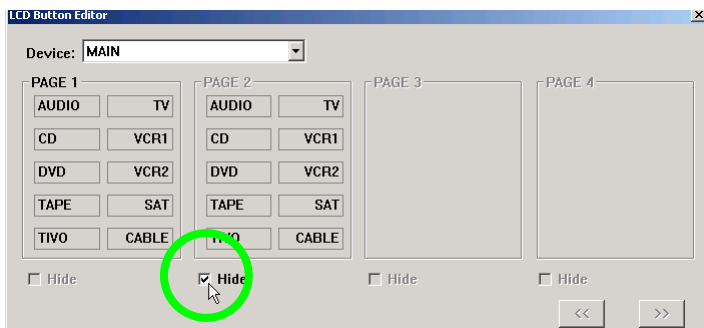 LCD Button Editor
Device: MAIN
PAGE 1 PAGE 2 PAGE 3 PAGE 4
AUDIO TV AUDIO TV
CD VCR1 CD VCR1
DVD VCR2 DVD VCR2
TAPE SAT TAPE SAT
TIVO CABLE TIVO CABLE
Hide Hide Hide Hide
<< >>